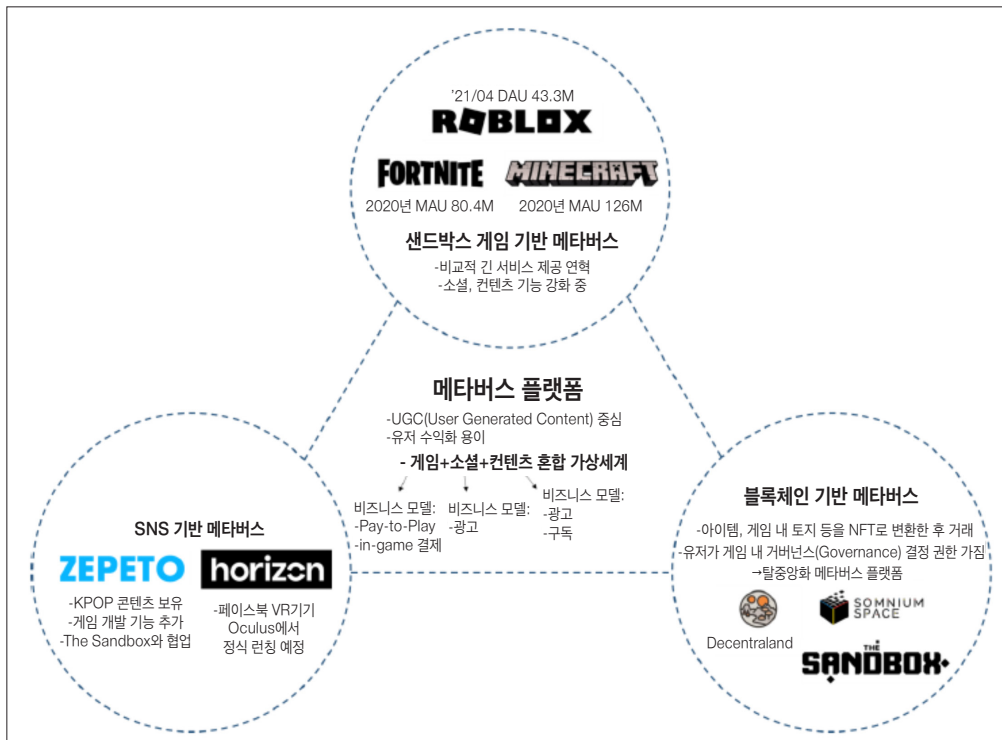 '21/04 DAU 43.3M
ROBLOX
FORTNITE MINECRAFT
2020년 MAU 80.4M 2020년 MAU 126M
샌드박스 게임 기반 메타버스
-비교적 긴 서비스 제공 연혁
-소셜, 컨텐츠 기능 강화 중
메타버스 플랫폼
-UGC(User Generated Content) 중심
-유저 수익화 용이
- 게임+소셜+컨텐츠 혼합 가상세계
비즈니스 모델:
-Pay-to-Play
-in-game 결제
비즈니스 모델:
-광고
비즈니스 모델:
-광고
-구독
SNS 기반 메타버스
ZEPETO
-KPOP 콘텐츠 보유
-게임 개발 기능 추가
-The Sandbox와 협업
horizon
-페이스북 VR기기
Oculus에서
정식 런칭 예정
블록체인 기반 메타버스
-아이템, 게임 내 토지 등을 NFT로 변환한 후 거래
-유저가 게임 내 거버넌스(Governance) 결정 권한 가짐
→탈중앙화 메타버스 플랫폼
Decentraland
SOMNIUM
SPACE
THE
SANDBOX